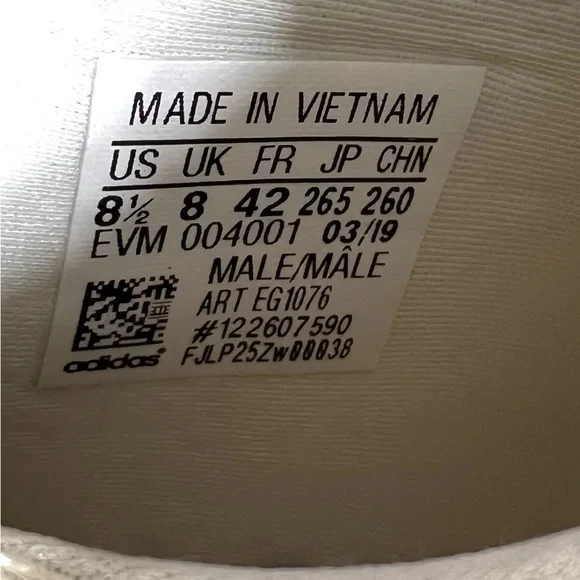 MADE IN VIETNAM
US UK FR JP CHN
8½ 8 42 265 260
EVM 004001 03/19
MALE/MÂLE
ART EG1076
#122607590
FJLP25Zw00038
adidas®